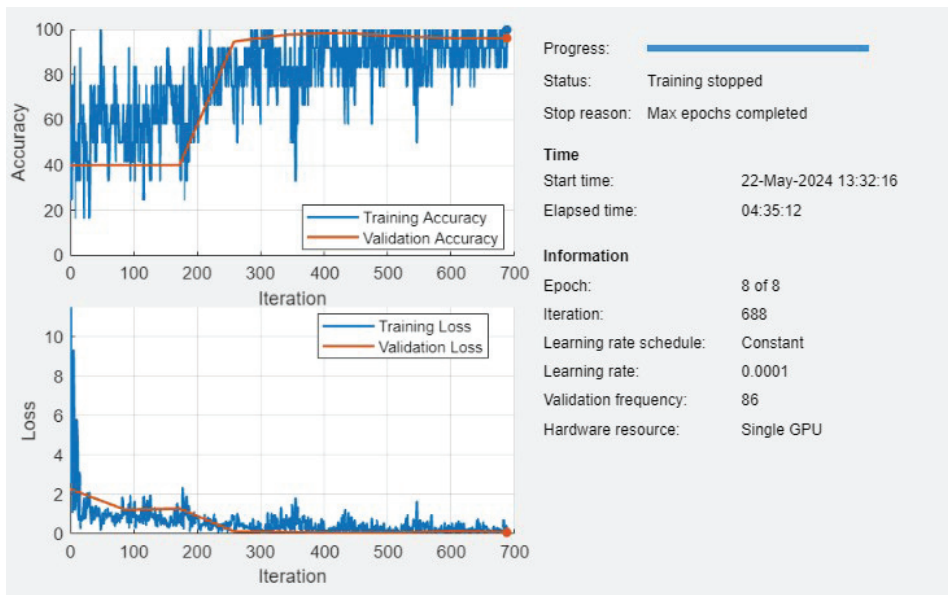 100
80
60
40
20
0
Accuracy
Training Accuracy
Validation Accuracy
0 100 200 300 400 500 600 700
Iteration
10
8
6
4
2
0
Loss
Training Loss
Validation Loss
0 100 200 300 400 500 600 700
Iteration
Progress:
Status: Training stopped
Stop reason: Max epochs completed
Time
Start time: 22-May-2024 13:32:16
Elapsed time: 04:35:12
Information
Epoch: 8 of 8
Iteration: 688
Learning rate schedule: Constant
Learning rate: 0.0001
Validation frequency: 86
Hardware resource: Single GPU